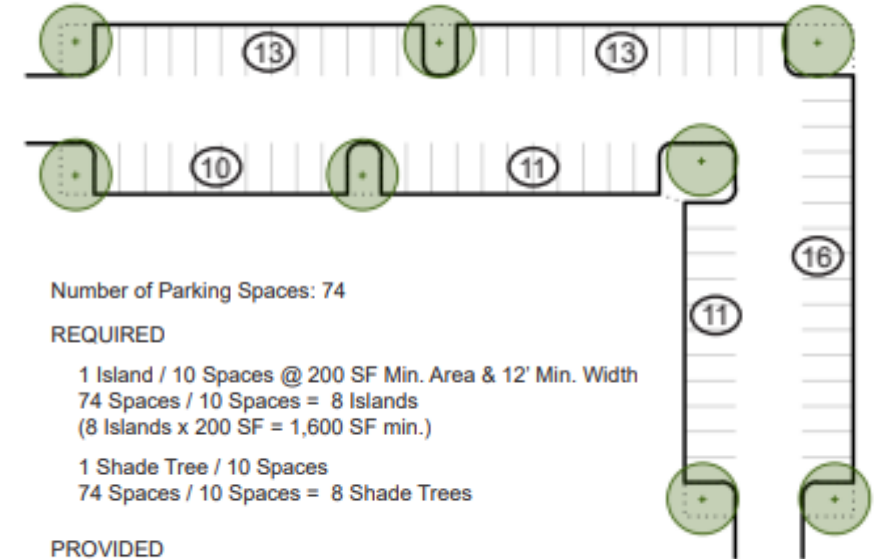 13
13
10
11
16
11
Number of Parking Spaces: 74
REQUIRED
1 Island / 10 Spaces @ 200 SF Min. Area & 12' Min. Width
74 Spaces / 10 Spaces = 8 Islands
(8 Islands x 200 SF = 1,600 SF min.)
1 Shade Tree / 10 Spaces
74 Spaces / 10 Spaces = 8 Shade Trees
PROVIDED